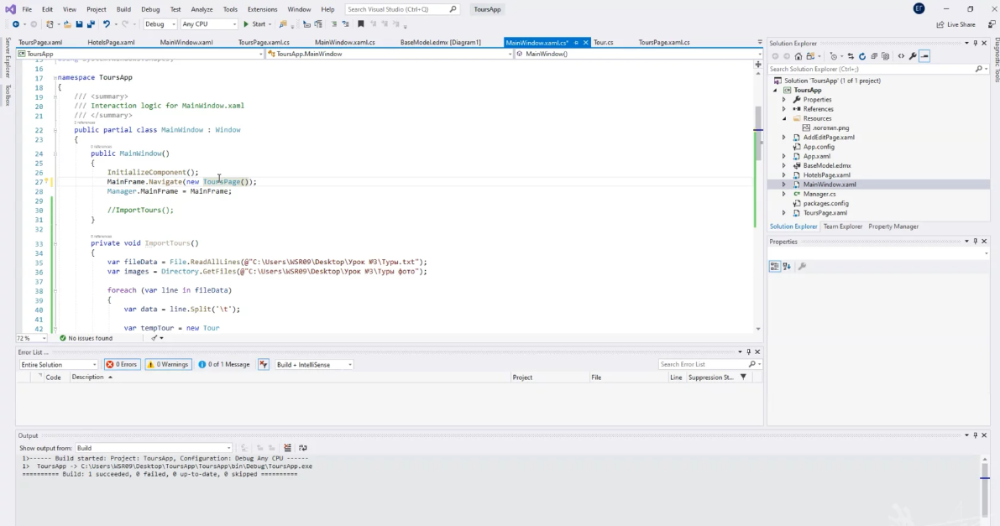 File Edit View Project Build Debug Test Analyze Tools Extensions Window Help Search Visual Studio (Ctrl+Q) ToursApp ЕГ
Debug Any CPU Start Live Share
ToursPage.xaml HotelsPage.xaml MainWindow.xaml ToursPage.xaml.cs MainWindow.xaml.cs BaseModel.edmx [Diagram1] MainWindow.xaml.cs* Tour.cs ToursPage.xaml.cs
Server Explorer
Toolbox
ToursApp ToursApp.MainWindow MainWindow()
16
17 namespace ToursApp
18 {
19 /// <summary>
20 /// Interaction logic for MainWindow.xaml
21 /// </summary>
2 references
22 public partial class MainWindow : Window
23 {
0 references
24 public MainWindow()
25 {
26 InitializeComponent();
27 MainFrame.Navigate(new ToursPage());
28 Manager.MainFrame = MainFrame;
29
30 //ImportTours();
31 }
32
0 references
33 private void ImportTours()
34 {
35 var fileData = File.ReadAllLines(@"C:\Users\WSR09\Desktop\Урок №3\Туры.txt");
36 var images = Directory.GetFiles(@"C:\Users\WSR09\Desktop\Урок №3\Туры фото");
37
38 foreach (var line in fileData)
39 {
40 var data = line.Split('\t');
41
42 var tempTour = new Tour
72 % No issues found
Error List ...
Entire Solution 0 Errors 0 Warnings 0 of 1 Message Build + IntelliSense Search Error List
Code Description Project File Line Suppression St...
Output
Show output from: Build
1>------ Build started: Project: ToursApp, Configuration: Debug Any CPU ------
1> ToursApp -> C:\Users\WSR09\Desktop\ToursApp\ToursApp\bin\Debug\ToursApp.exe
========== Build: 1 succeeded, 0 failed, 0 up-to-date, 0 skipped ==========
Solution Explorer
Search Solution Explorer (Ctrl+;)
Solution 'ToursApp' (1 of 1 project)
ToursApp
Properties
References
Resources
логотип.png
AddEditPage.xaml
App.config
App.xaml
BaseModel.edmx
HotelsPage.xaml
MainWindow.xaml
Manager.cs
packages.config
ToursPage.xaml
Solution Explorer Team Explorer Property Manager
Properties
Diagnostic Tools